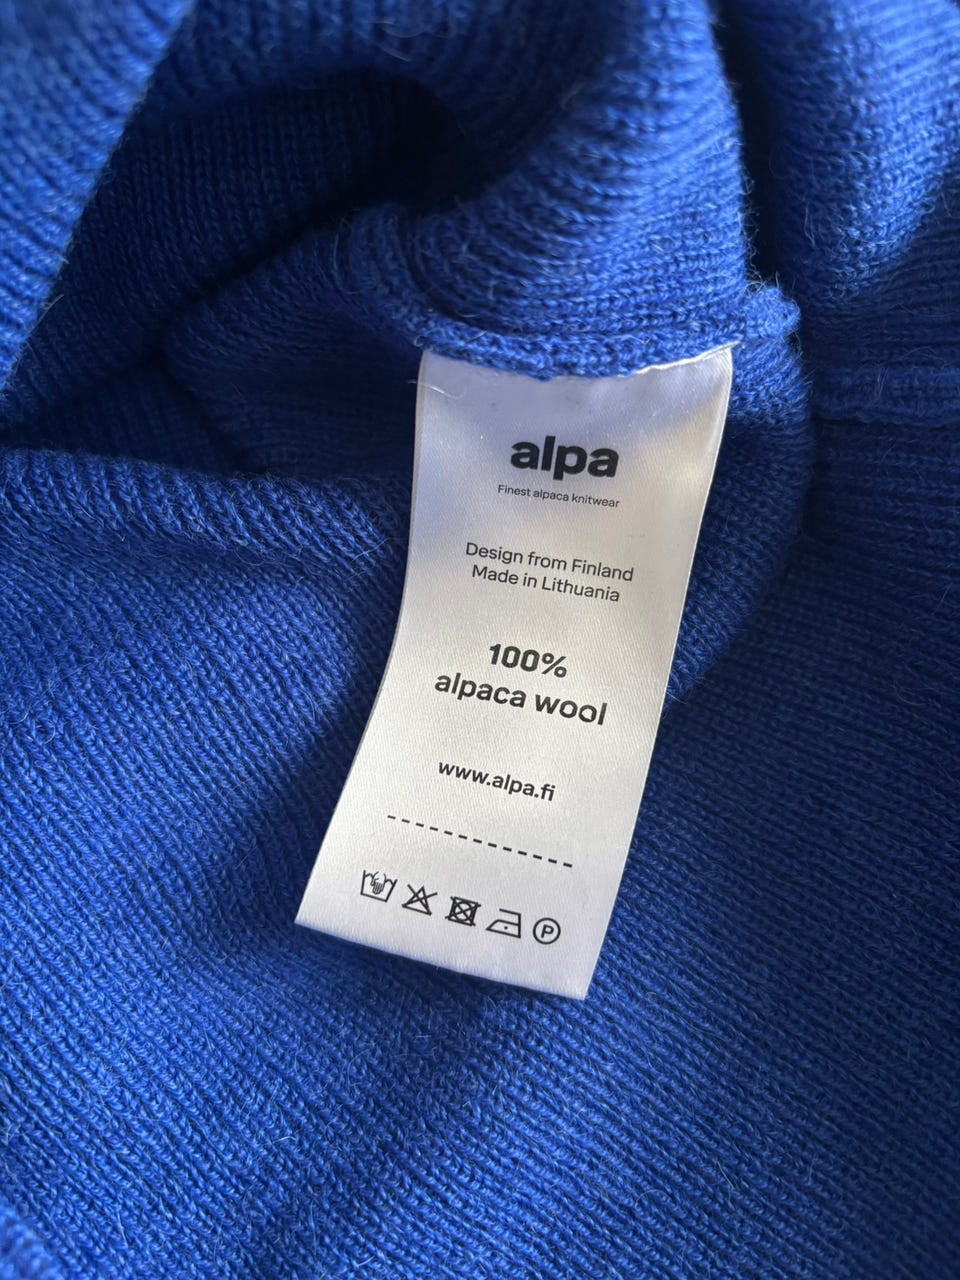 alpa
Finest alpaca knitwear
Design from Finland
Made in Lithuania
100%
alpaca wool
www.alpa.fi
P